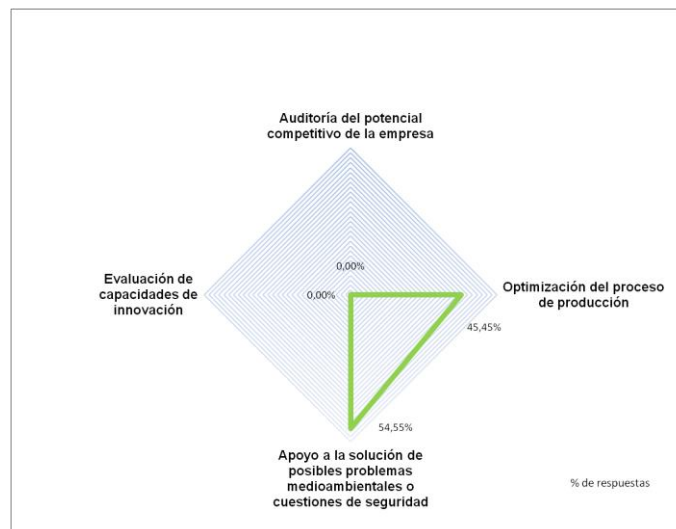 Auditoría del potencial
competitivo de la empresa
0,00%
Evaluación de
capacidades de
innovación
0,00%
Optimización del proceso
de producción
45,45%
54,55%
Apoyo a la solución de
posibles problemas
medioambientales o
cuestiones de seguridad
% de respuestas